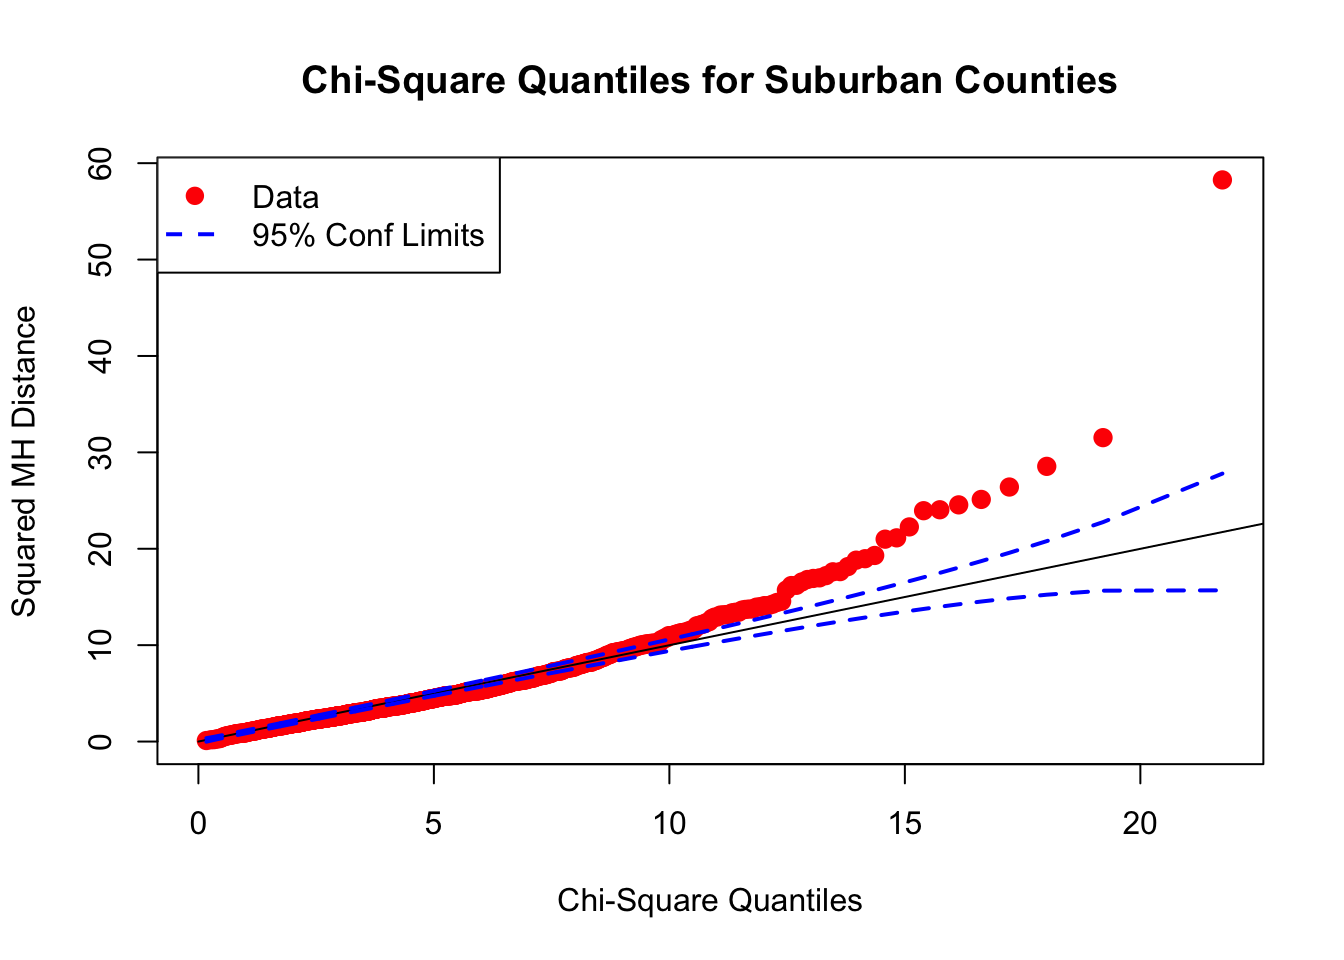 Chi-Square Quantiles for Suburban Counties
Data
95% Conf Limits
Squared MH Distance
60
50
40
30
20
10
0
0 5 10 15 20
Chi-Square Quantiles